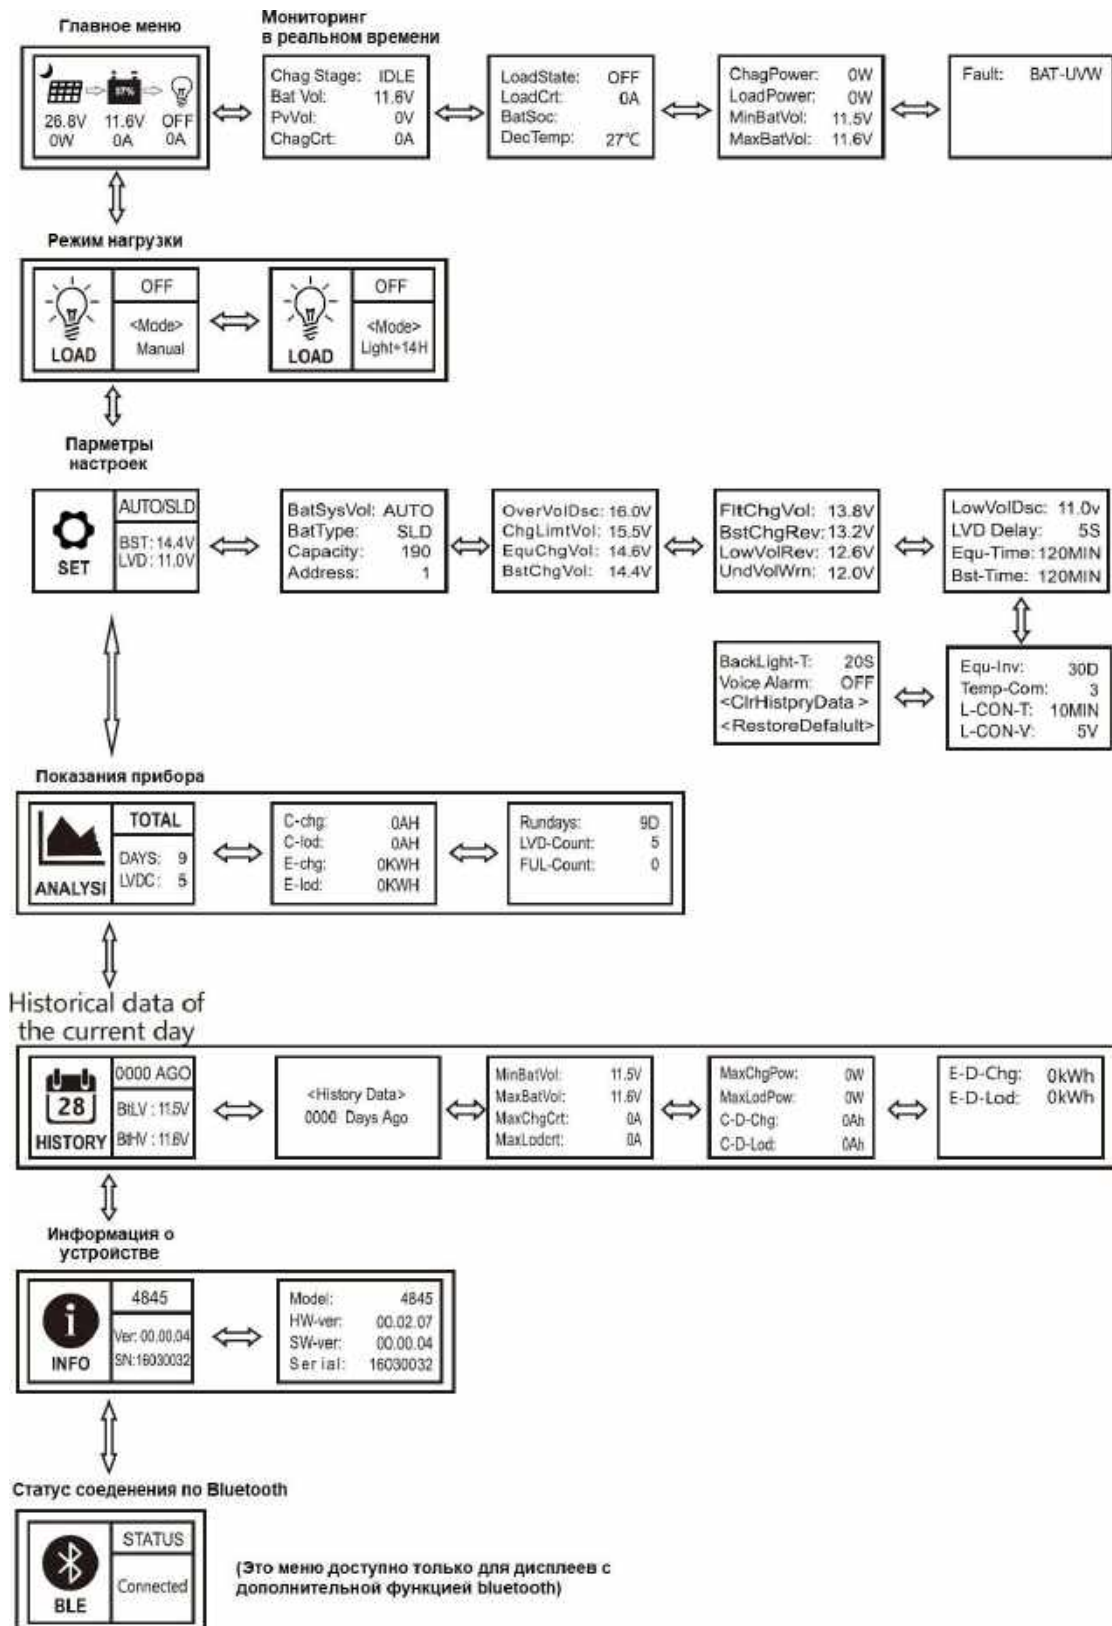 Главное меню
Мониторинг
в реальном времени
97%
26.8V 11.6V OFF
0W 0A 0A
Chag Stage: IDLE
Bat Vol: 11.6V
PvVol: 0V
ChagCrt: 0A
LoadState: OFF
LoadCrt: 0A
BatSoc:
DecTemp: 27℃
ChagPower: 0W
LoadPower: 0W
MinBatVol: 11.5V
MaxBatVol: 11.6V
Fault: BAT-UVW
Режим нагрузки
LOAD
OFF
<Mode>
Manual
LOAD
OFF
<Mode>
Light+14H
Парметры
настроек
SET
AUTO/SLD
BST: 14.4V
LVD: 11.0V
BatSysVol: AUTO
BatType: SLD
Capacity: 190
Address: 1
OverVolDsc: 16.0V
ChgLimtVol: 15.5V
EquChgVol: 14.6V
BstChgVol: 14.4V
FltChgVol: 13.8V
BstChgRev: 13.2V
LowVolRev: 12.6V
UndVolWrn: 12.0V
LowVolDsc: 11.0v
LVD Delay: 5S
Equ-Time: 120MIN
Bst-Time: 120MIN
BackLight-T: 20S
Voice Alarm: OFF
<ClrHistpryData >
<RestoreDefalult>
Equ-Inv: 30D
Temp-Com: 3
L-CON-T: 10MIN
L-CON-V: 5V
Показания прибора
ANALYSI
TOTAL
DAYS: 9
LVDC: 5
C-chg: 0AH
C-lod: 0AH
E-chg: 0KWH
E-lod: 0KWH
Rundays: 9D
LVD-Count: 5
FUL-Count: 0
Historical data of
the current day
28
HISTORY
0000 AGO
BtLV : 11.5V
BtHV : 11.6V
<History Data>
0000 Days Ago
MinBatVol: 11.5V
MaxBatVol: 11.6V
MaxChgCrt: 0A
MaxLodcrt: 0A
MaxChgPow: 0W
MaxLodPow: 0W
C-D-Chg: 0Ah
C-D-Lod: 0Ah
E-D-Chg: 0kWh
E-D-Lod: 0kWh
Информация о
устройстве
i
INFO
4845
Ver: 00.00.04
SN:16030032
Model: 4845
HW-ver: 00.02.07
SW-ver: 00.00.04
Serial: 16030032
Статус соеденения по Bluetooth
BLE
STATUS
Connected
(Это меню доступно только для дисплеев с
дополнительной функцией bluetooth)